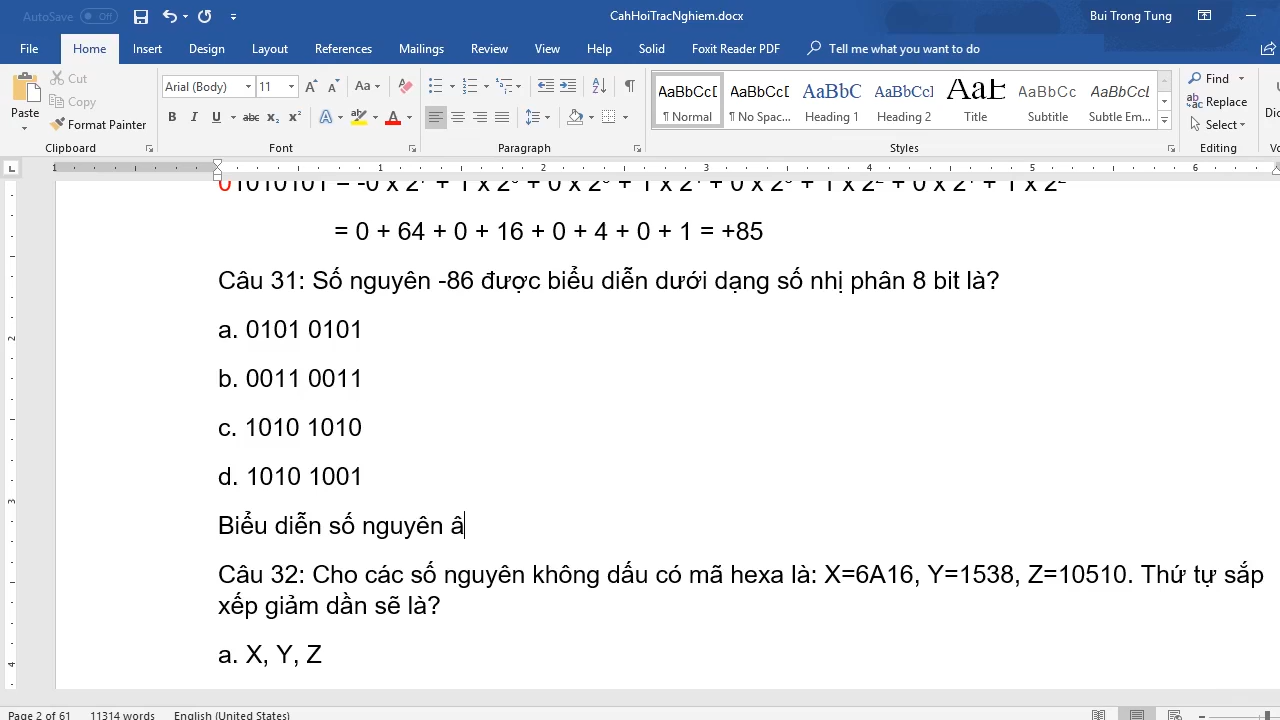 AutoSave Off CahHoiTracNghiem.docx Bui Trong Tung
File Home Insert Design Layout References Mailings Review View Help Solid Foxit Reader PDF Tell me what you want to do
Paste Cut Copy Format Painter
Arial (Body) 11
AaBbCcD AaBbCcD AaBbC AaBbCcI AaB AaBbCcC AaBbCcL
¶ Normal ¶ No Spac... Heading 1 Heading 2 Title Subtitle Subtle Em...
Find Replace Select
Clipboard Font Paragraph Styles Editing
= 0 + 64 + 0 + 16 + 0 + 4 + 0 + 1 = +85
Câu 31: Số nguyên -86 được biểu diễn dưới dạng số nhị phân 8 bit là?
a. 0101 0101
b. 0011 0011
c. 1010 1010
d. 1010 1001
Biểu diễn số nguyên â
Câu 32: Cho các số nguyên không dấu có mã hexa là: X=6A16, Y=1538, Z=10510. Thứ tự sắp
xếp giảm dần sẽ là?
a. X, Y, Z
Page 2 of 61 11314 words English (United States)